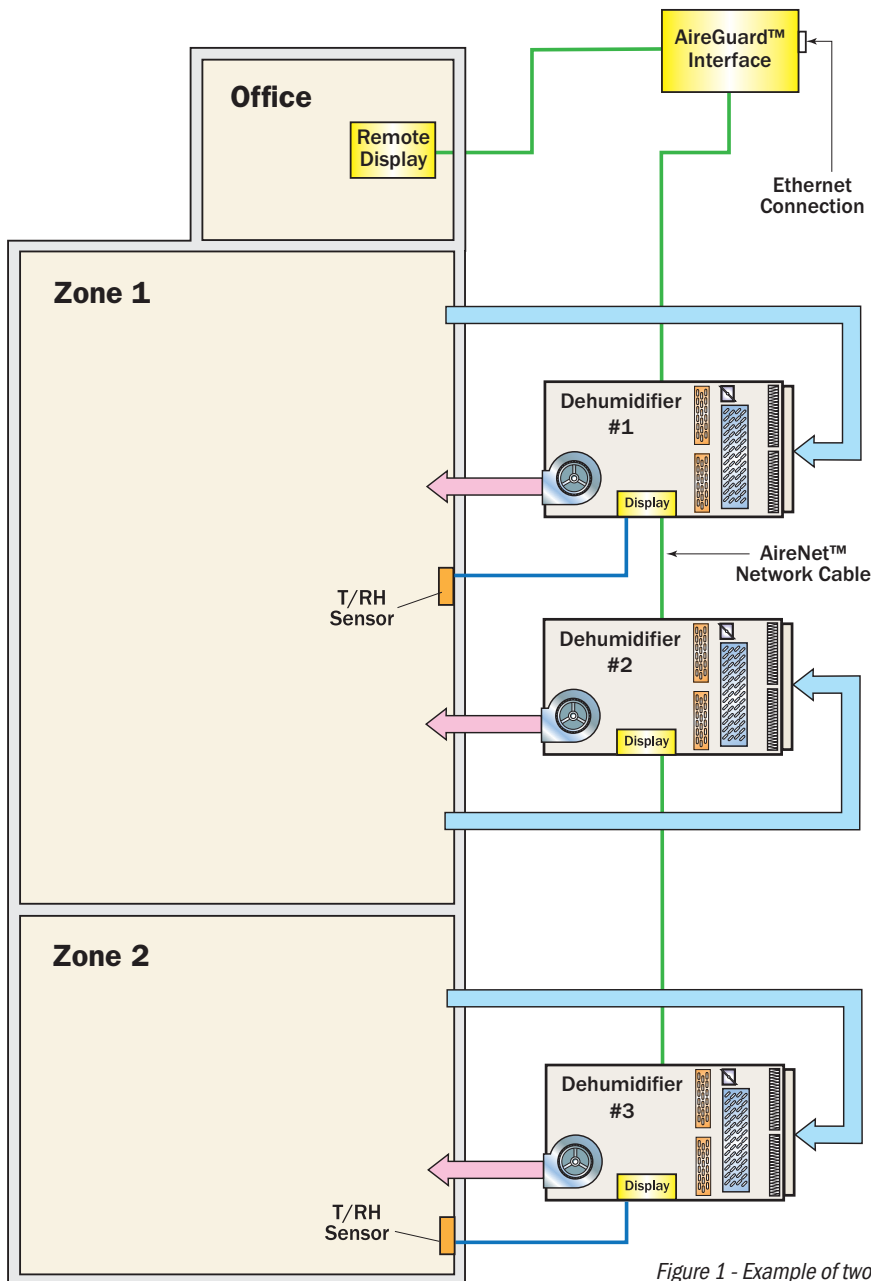 AireGuard™
Interface
Office
Remote
Display
Ethernet
Connection
Zone 1
Dehumidifier
#1
Display
AireNet™
Network Cable
T/RH
Sensor
Dehumidifier
#2
Display
Zone 2
Dehumidifier
#3
Display
T/RH
Sensor
Figure 1 - Example of two